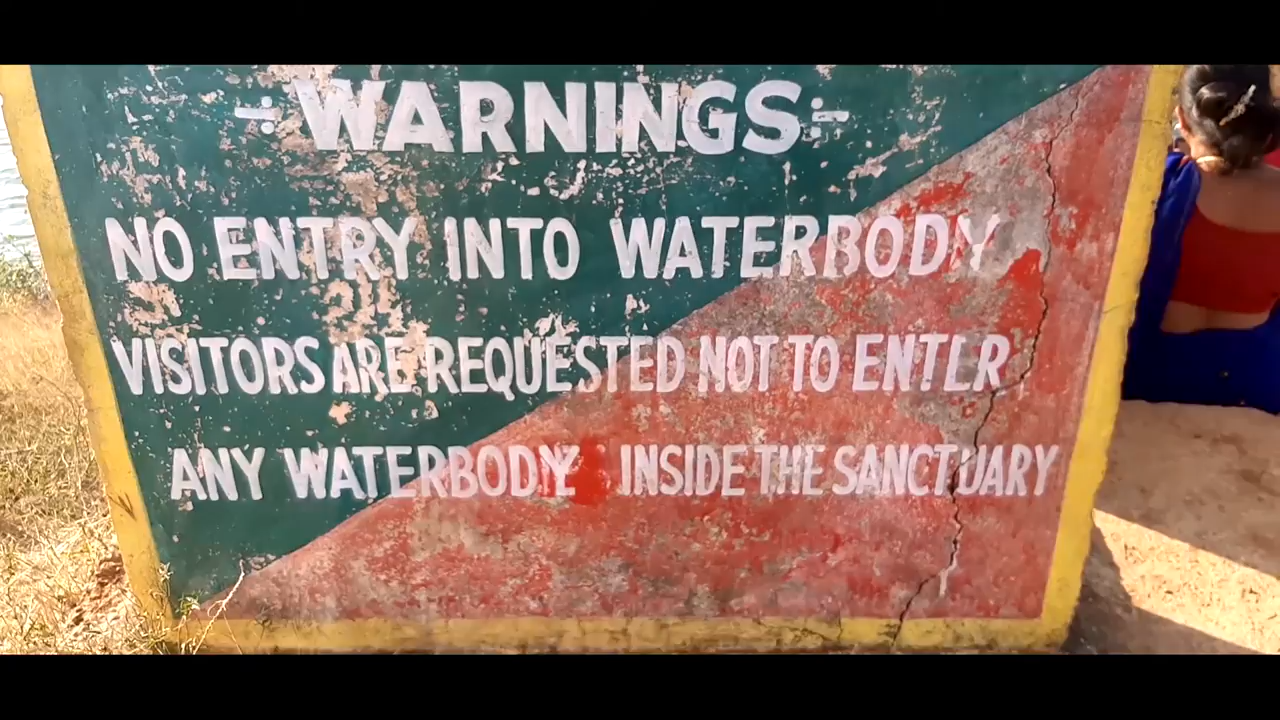 ÷ WARNINGS ÷
NO ENTRY INTO WATERBODY
VISITORS ARE REQUESTED NOT TO ENTER
ANY WATERBODY INSIDE THE SANCTUARY